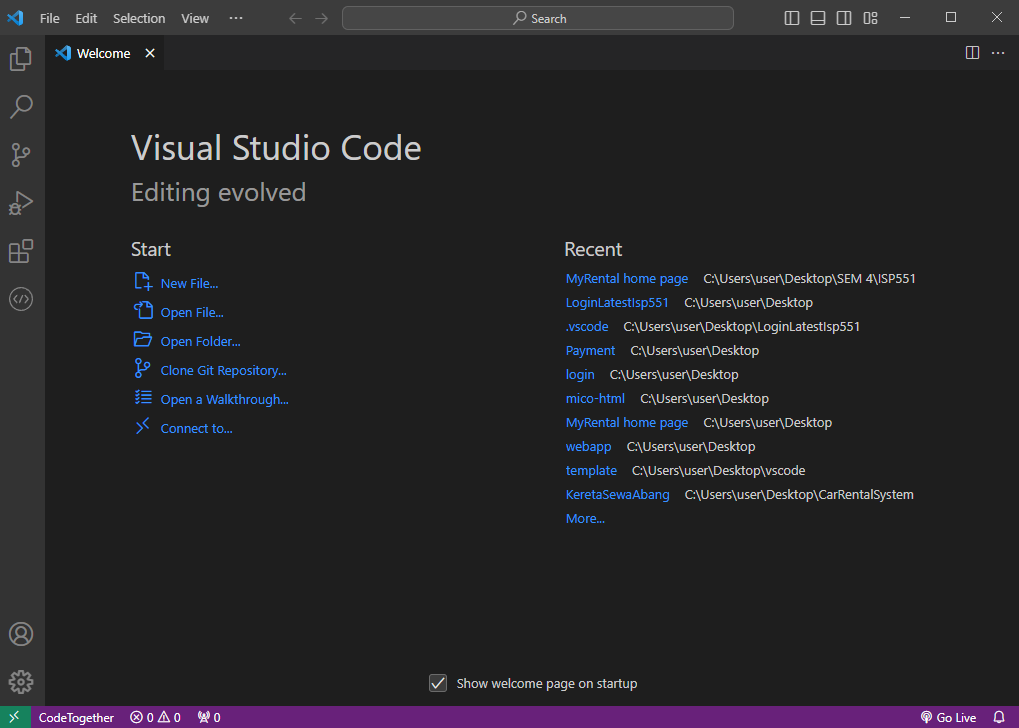 File Edit Selection View ··· Search
Welcome
Visual Studio Code
Editing evolved
Start
New File...
Open File...
Open Folder...
Clone Git Repository...
Open a Walkthrough...
Connect to...
Recent
MyRental home page C:\Users\user\Desktop\SEM 4\ISP551
LoginLatestIsp551 C:\Users\user\Desktop
.vscode C:\Users\user\Desktop\LoginLatestIsp551
Payment C:\Users\user\Desktop
login C:\Users\user\Desktop
mico-html C:\Users\user\Desktop
MyRental home page C:\Users\user\Desktop
webapp C:\Users\user\Desktop
template C:\Users\user\Desktop\vscode
KeretaSewaAbang C:\Users\user\Desktop\CarRentalSystem
More...
Show welcome page on startup
CodeTogether 0 0 0 Go Live